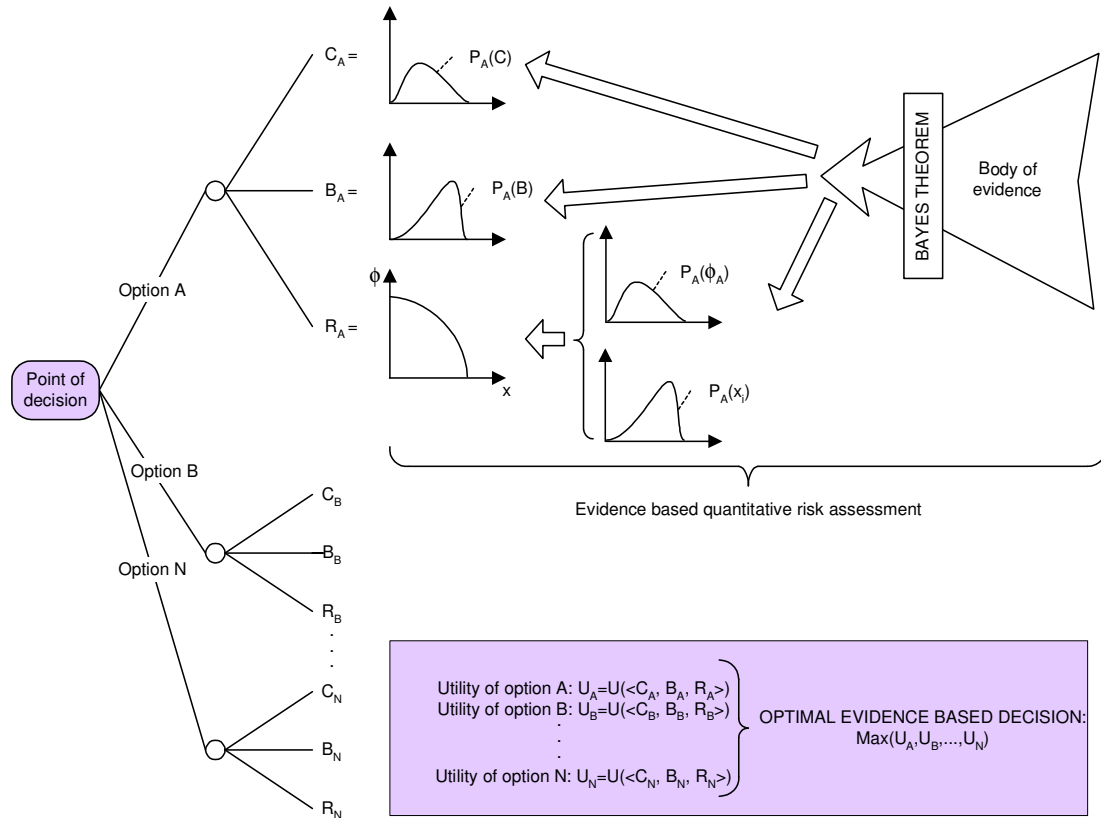 C_A =
P_A(C)
B_A =
P_A(B)
BAYES THEOREM
Body of
evidence
Option A
R_A =
ϕ
x
P_A(ϕ_A)
P_A(x_i)
Point of
decision
Option B
Option N
Evidence based quantitative risk assessment
C_B
B_B
R_B
.
.
.
.
C_N
B_N
R_N
Utility of option A: U_A=U(<C_A, B_A, R_A>)
Utility of option B: U_B=U(<C_B, B_B, R_B>)
.
.
.
Utility of option N: U_N=U(<C_N, B_N, R_N>)
OPTIMAL EVIDENCE BASED DECISION:
Max(U_A,U_B,...,U_N)